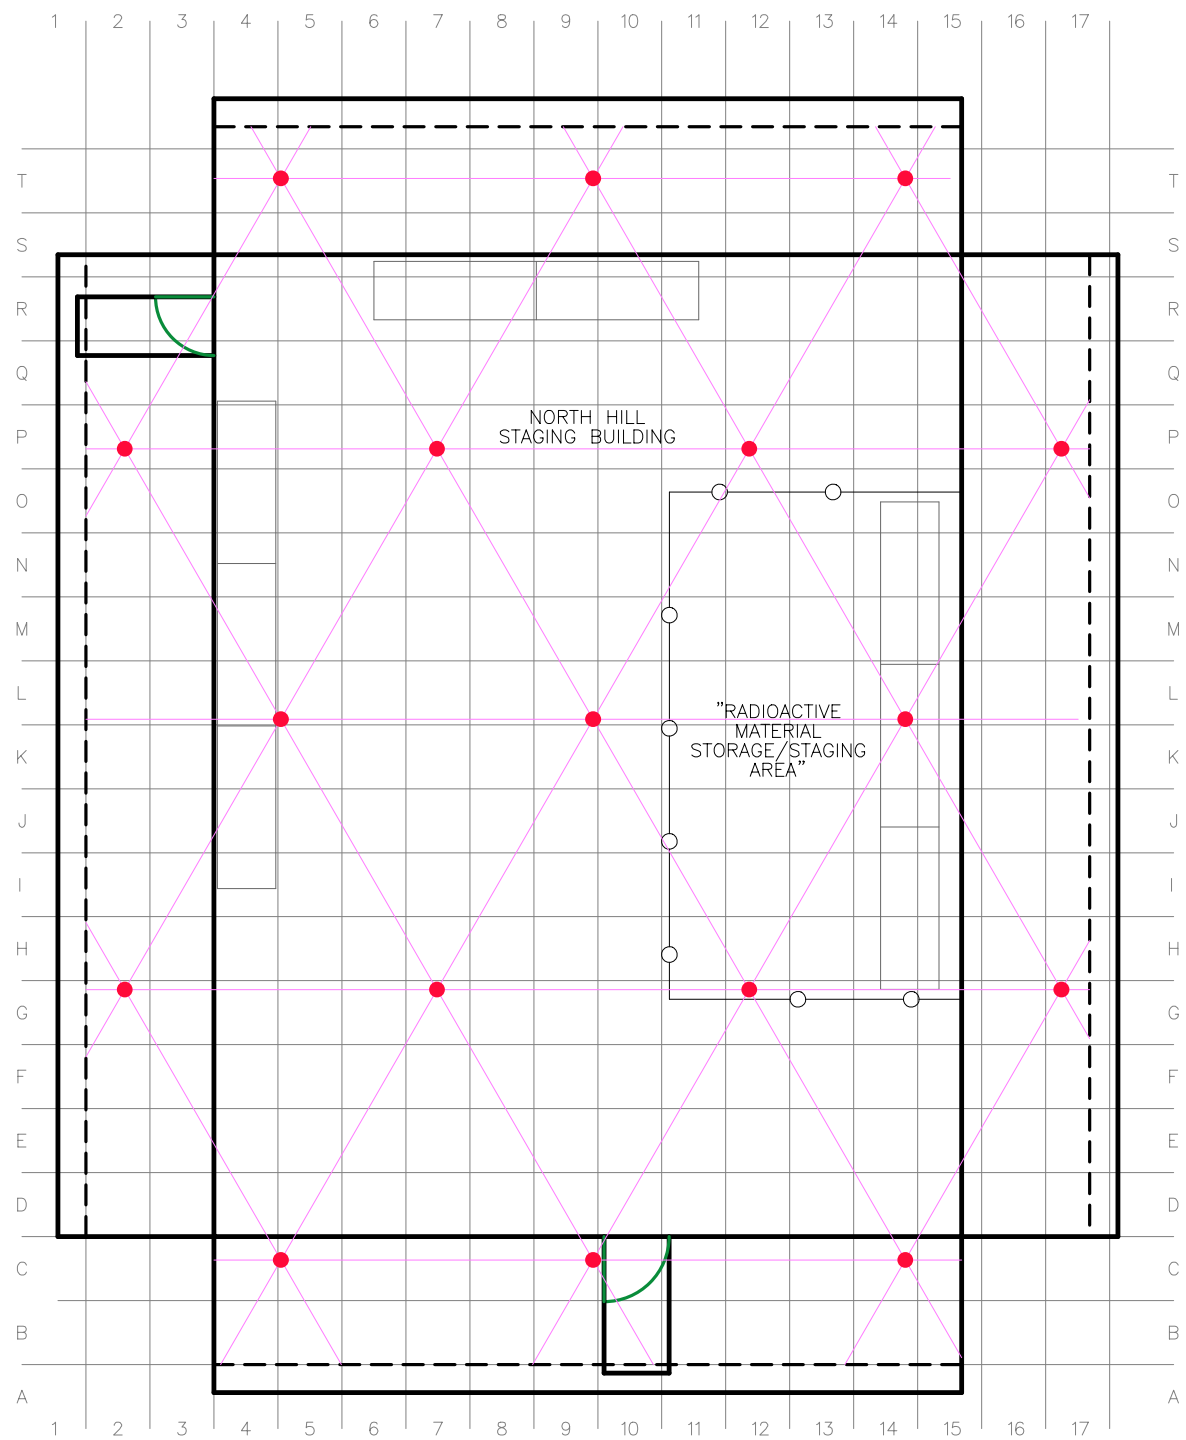 1 2 3 4 5 6 7 8 9 10 11 12 13 14 15 16 17
T T
S S
R R
Q Q
P P
NORTH HILL
STAGING BUILDING
O O
N N
M M
L L
"RADIOACTIVE
MATERIAL
STORAGE/STAGING
AREA"
K K
J J
I I
H H
G G
F F
E E
D D
C C
B B
A A
1 2 3 4 5 6 7 8 9 10 11 12 13 14 15 16 17